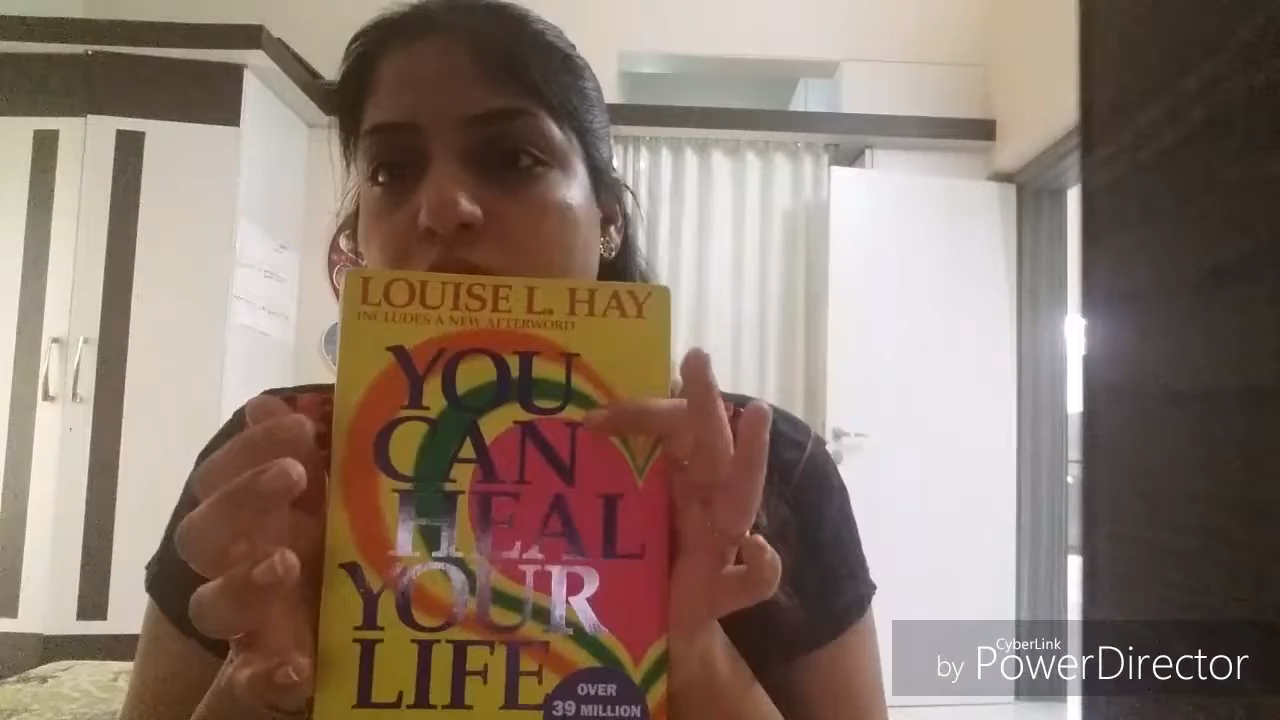 LOUISE L. HAY
INCLUDES A NEW AFTERWORD
YOU
CAN
HEAL
YOUR
LIFE
OVER
39 MILLION
CyberLink
by PowerDirector